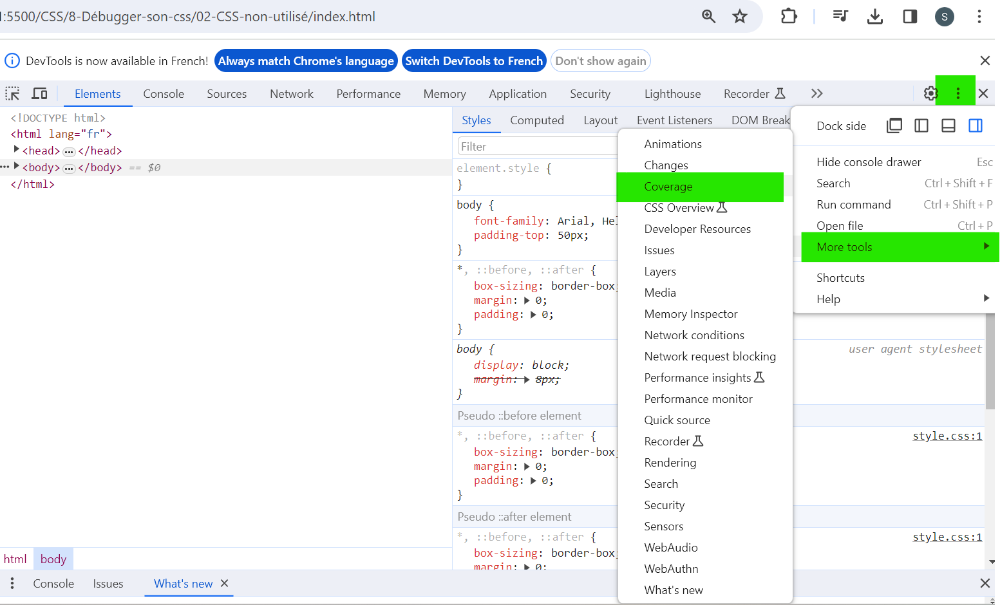 1:5500/CSS/8-Débugger-son-css/02-CSS-non-utilisé/index.html
S
DevTools is now available in French!
Always match Chrome's language
Switch DevTools to French
Don't show again
Elements
Console
Sources
Network
Performance
Memory
Application
Security
Lighthouse
Recorder
<!DOCTYPE html>
<html lang="fr">
<head>…</head>
<body>…</body> == $0
</html>
html
body
Styles
Computed
Layout
Event Listeners
DOM Break
Filter
element.style {
}
body {
font-family: Arial, Hel
padding-top: 50px;
}
*, ::before, ::after {
box-sizing: border-box;
margin: 0;
padding: 0;
}
body {
user agent stylesheet
display: block;
margin: 8px;
}
Pseudo ::before element
*, ::before, ::after {
style.css:1
box-sizing: border-box;
margin: 0;
padding: 0;
}
Pseudo ::after element
*, ::before, ::after {
style.css:1
box-sizing: border-box;
margin: 0;
Animations
Changes
Coverage
CSS Overview
Developer Resources
Issues
Layers
Media
Memory Inspector
Network conditions
Network request blocking
Performance insights
Performance monitor
Quick source
Recorder
Rendering
Search
Security
Sensors
WebAudio
WebAuthn
What's new
Dock side
Hide console drawer Esc
Search Ctrl + Shift + F
Run command Ctrl + Shift + P
Open file Ctrl + P
More tools
Shortcuts
Help
Console
Issues
What's new